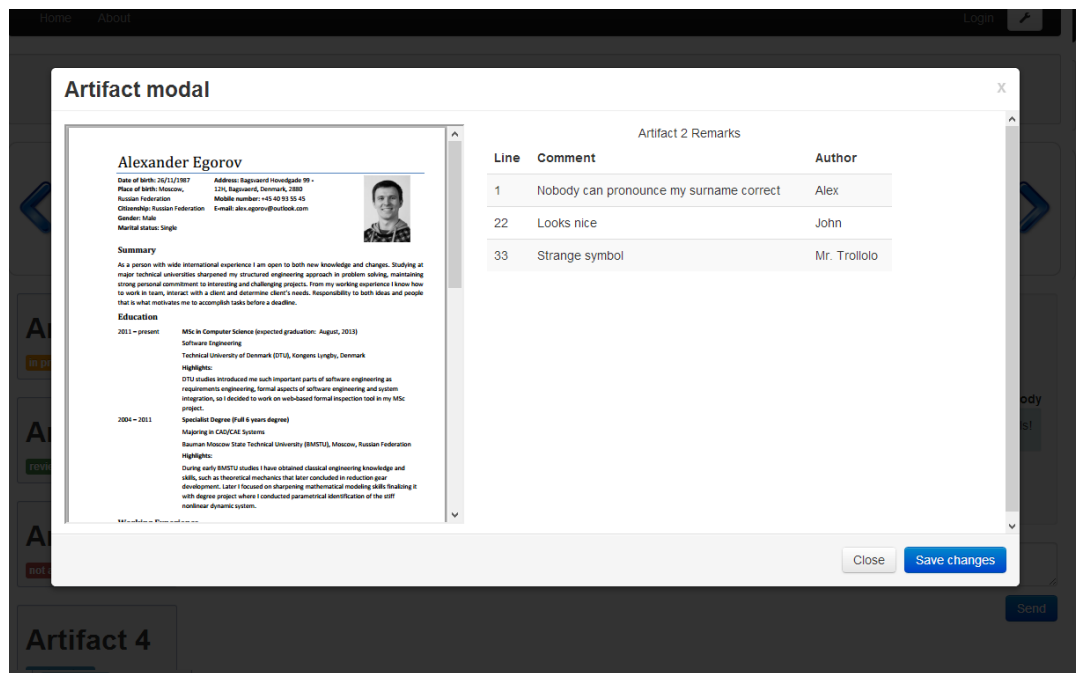 Home About Login
Artifact modal x
Alexander Egorov
Date of birth: 26/11/1987
Place of birth: Moscow,
Russian Federation
Citizenship: Russian Federation
Gender: Male
Marital status: Single
Address: Bagsvaerd Hovedgade 99 -
12H, Bagsvaerd, Denmark, 2880
Mobile number: +45 40 93 55 45
E-mail: alex.egorov@outlook.com
Summary
As a person with wide international experience I am open to both new knowledge and changes. Studying at
major technical universities sharpened my structured engineering approach in problem solving, maintaining
strong personal commitment to interesting and challenging projects. From my working experience I know how
to work in team, interact with a client and determine client's needs. Responsibility to both ideas and people
that is what motivates me to accomplish tasks before a deadline.
Education
2011 – present MSc in Computer Science (expected graduation: August, 2013)
Software Engineering
Technical University of Denmark (DTU), Kongens Lyngby, Denmark
Highlights:
DTU studies introduced me such important parts of software engineering as
requirements engineering, formal aspects of software engineering and system
integration, so I decided to work on web-based formal inspection tool in my MSc
project.
2004 – 2011 Specialist Degree (Full 6 years degree)
Majoring in CAD/CAE Systems
Bauman Moscow State Technical University (BMSTU), Moscow, Russian Federation
Highlights:
During early BMSTU studies I have obtained classical engineering knowledge and
skills, such as theoretical mechanics that later concluded in reduction gear
development. Later I focused on sharpening mathematical modeling skills finalizing it
with degree project where I conducted parametrical identification of the stiff
nonlinear dynamic system.
Artifact 2 Remarks
Line Comment Author
1 Nobody can pronounce my surname correct Alex
22 Looks nice John
33 Strange symbol Mr. Trollolo
Close Save changes
Send
Artifact 4